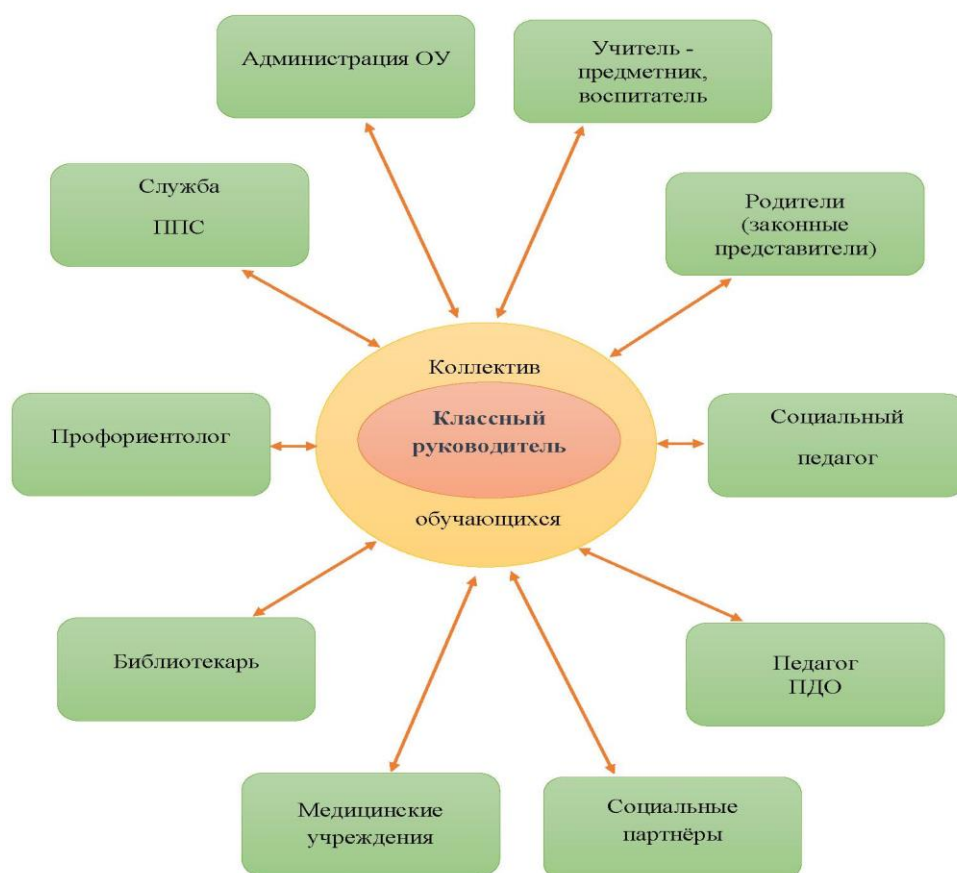 Администрация ОУ
Учитель -
предметник,
воспитатель
Служба
ППС
Родители
(законные
представители)
Коллектив
Классный
руководитель
обучающихся
Профориентолог
Социальный
педагог
Библиотекарь
Педагог
ПДО
Медицинские
учреждения
Социальные
партнёры